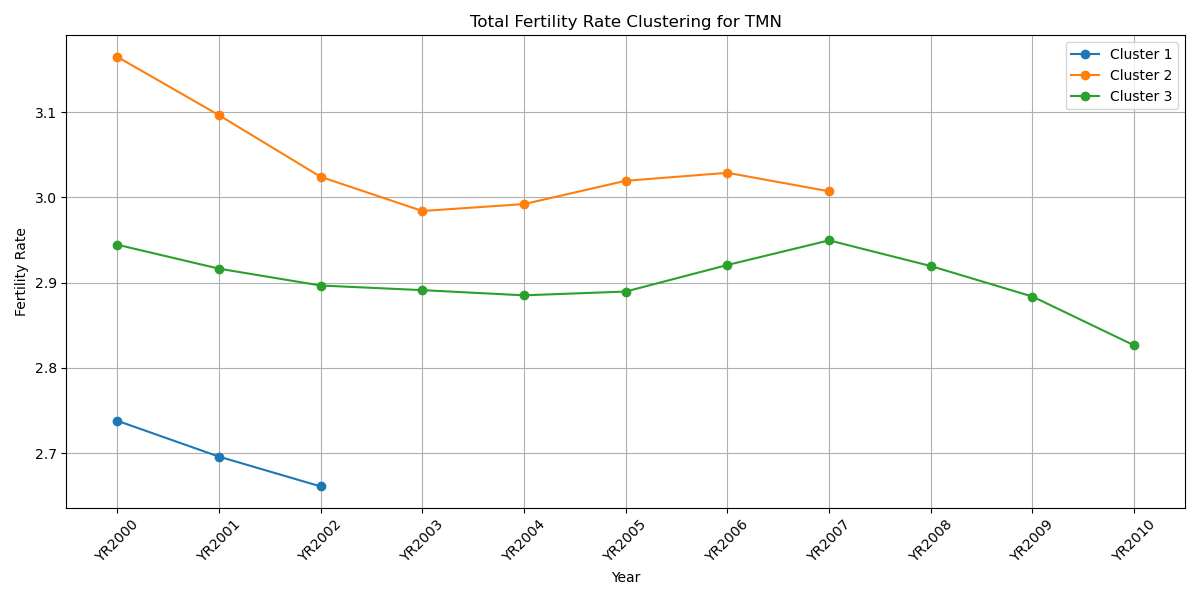 Total Fertility Rate Clustering for TMN
Cluster 1
Cluster 2
Cluster 3
Fertility Rate
3.1
3.0
2.9
2.8
2.7
YR2000
YR2001
YR2002
YR2003
YR2004
YR2005
YR2006
YR2007
YR2008
YR2009
YR2010
Year